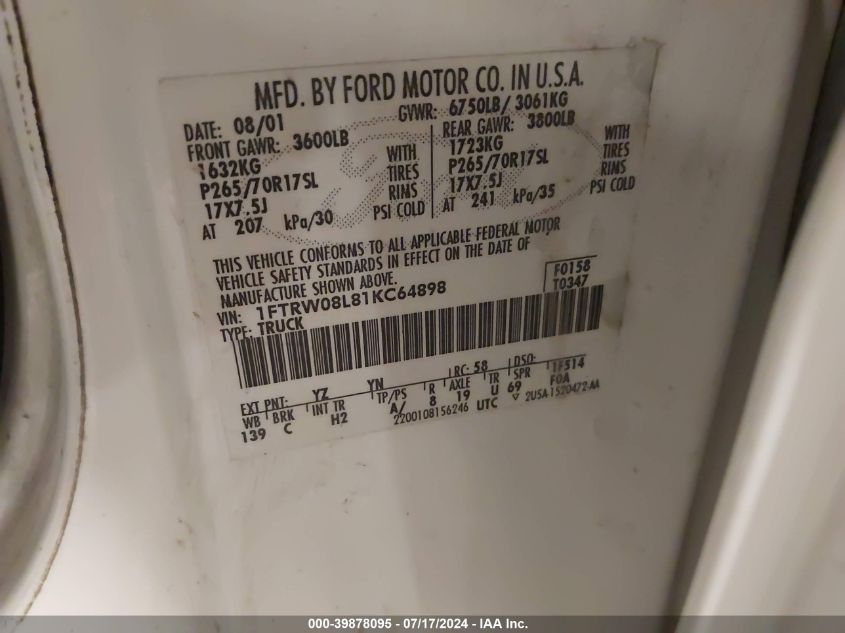 MFD. BY FORD MOTOR CO. IN U.S.A.
DATE: 08/01 GVWR: 6750LB/ 3061KG
FRONT GAWR: 3600LB REAR GAWR: 3800LB
1632KG WITH 1723KG WITH
P265/70R17SL TIRES P265/70R17SL TIRES
17X7.5J RIMS 17X7.5J RIMS
AT 207 kPa/30 PSI COLD AT 241 kPa/35 PSI COLD
THIS VEHICLE CONFORMS TO ALL APPLICABLE FEDERAL MOTOR
VEHICLE SAFETY STANDARDS IN EFFECT ON THE DATE OF
MANUFACTURE SHOWN ABOVE.
VIN: 1FTRW08L81KC64898 F0158
TYPE: TRUCK T0347
EXT PNT: YZ YN RC: 58 DSO:
WB BRK INT TR TP/PS R AXLE TR SPR 1F514
139 C H2 A/ 8 19 U 69 FOA
2200108156246 UTC ▽ 2U5A-1520472-AA
000-39878095 - 07/17/2024 - IAA Inc.